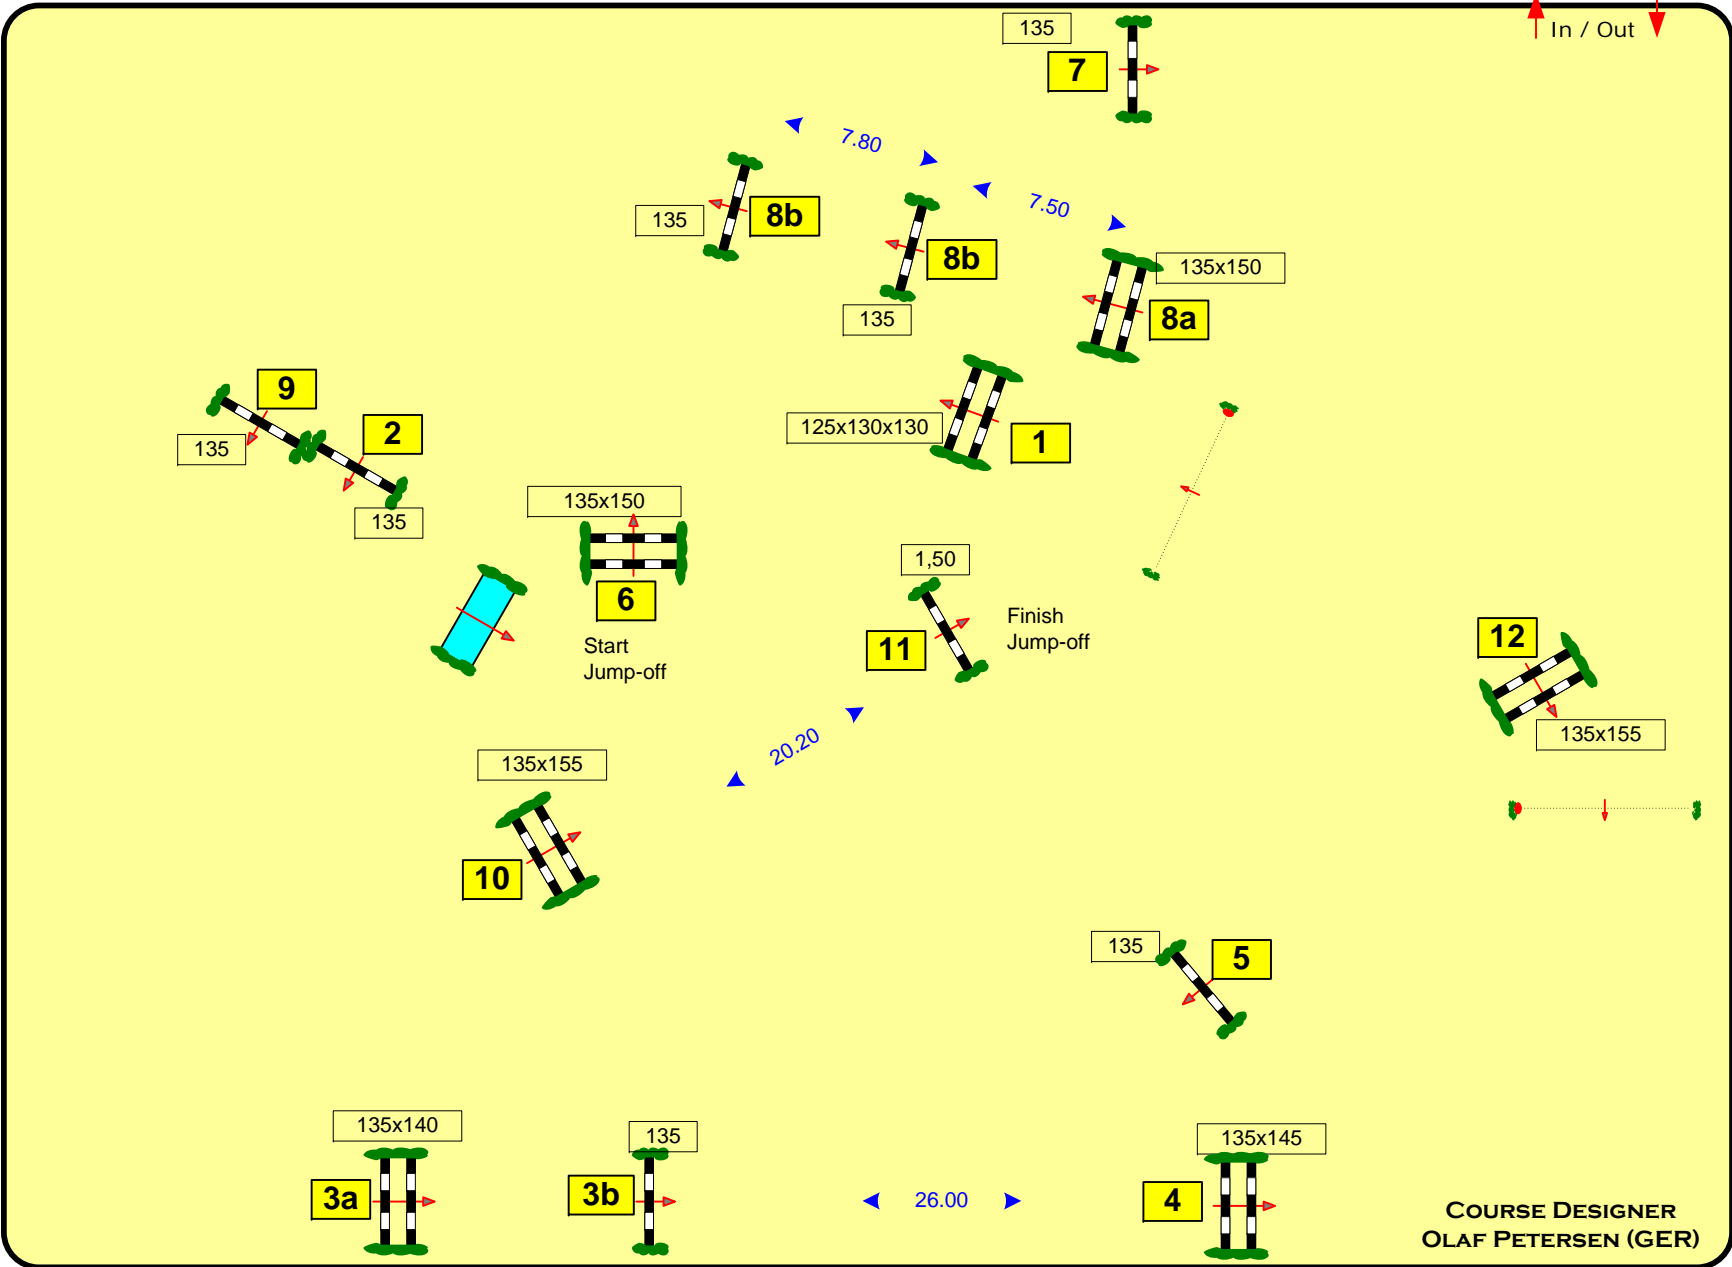 135
In / Out
7
7.80
7.50
135
8b
8b
135
135x150
8a
135
9
2
135
135
125x130x130
1
135x150
6
Start
Jump-off
1,50
11
Finish
Jump-off
12
135x155
20.20
135x155
10
135
5
135x140
3a
135
3b
26.00
135x145
4
Course Designer
Olaf Petersen (GER)